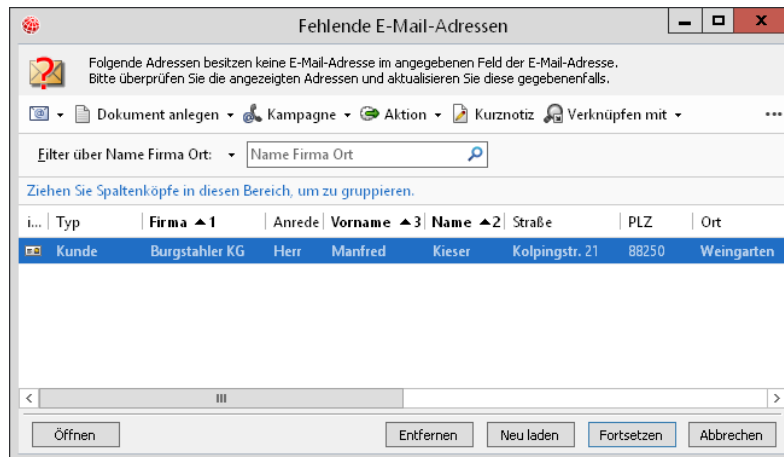 Fehlende E-Mail-Adressen
Folgende Adressen besitzen keine E-Mail-Adresse im angegebenen Feld der E-Mail-Adresse.
Bitte überprüfen Sie die angezeigten Adressen und aktualisieren Sie diese gegebenenfalls.
Dokument anlegen Kampagne Aktion Kurznotiz Verknüpfen mit ...
Filter über Name Firma Ort: Name Firma Ort
Ziehen Sie Spaltenköpfe in diesen Bereich, um zu gruppieren.
i... Typ Firma ▲1 Anrede Vorname ▲3 Name ▲2 Straße PLZ Ort
Kunde Burgstahler KG Herr Manfred Kieser Kolpingstr. 21 88250 Weingarten
Öffnen Entfernen Neu laden Fortsetzen Abbrechen